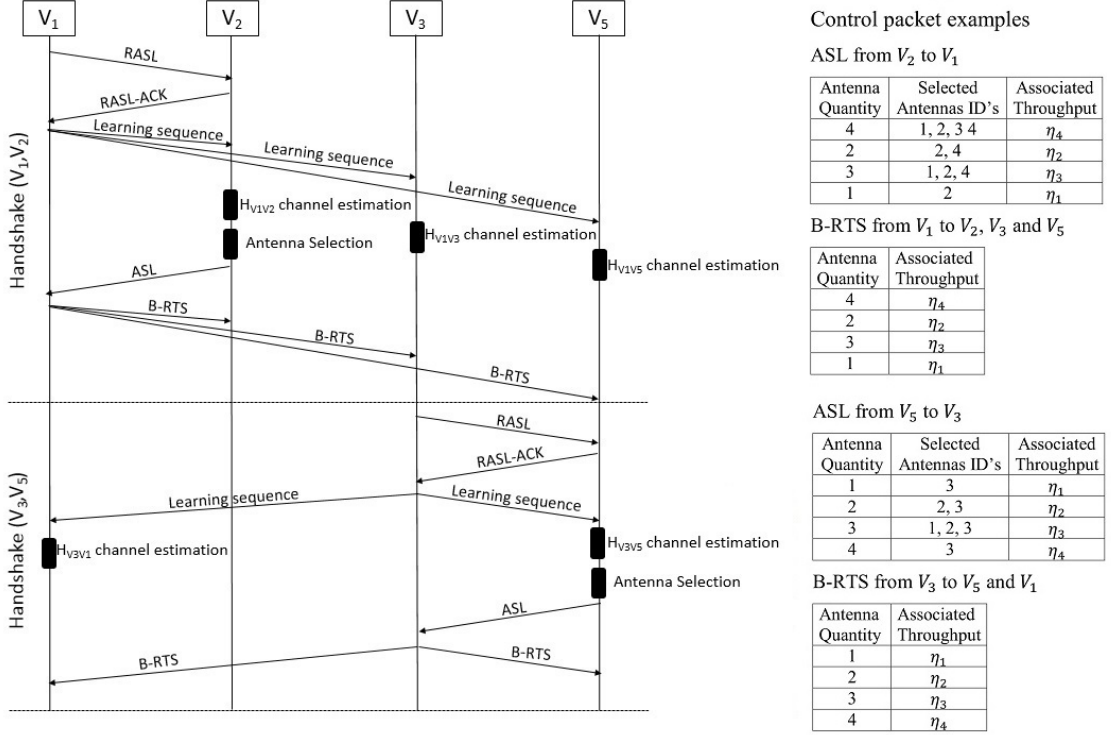 V1 V2 V3 V5
RASL
RASL-ACK
Learning sequence
Learning sequence
Learning sequence
HV1V2 channel estimation
HV1V3 channel estimation
Antenna Selection
HV1V5 channel estimation
ASL
B-RTS
B-RTS
B-RTS
Handshake (V1,V2)
RASL
RASL-ACK
Learning sequence
Learning sequence
HV3V1 channel estimation
HV3V5 channel estimation
Antenna Selection
ASL
B-RTS
B-RTS
Handshake (V3,V5)
Control packet examples
ASL from V2 to V1
Antenna Quantity Selected Antennas ID's Associated Throughput
4 1, 2, 3 4 η4
2 2, 4 η2
3 1, 2, 4 η3
1 2 η1
B-RTS from V1 to V2, V3 and V5
Antenna Quantity Associated Throughput
4 η4
2 η2
3 η3
1 η1
ASL from V5 to V3
Antenna Quantity Selected Antennas ID's Associated Throughput
1 3 η1
2 2, 3 η2
3 1, 2, 3 η3
4 3 η4
B-RTS from V3 to V5 and V1
Antenna Quantity Associated Throughput
1 η1
2 η2
3 η3
4 η4